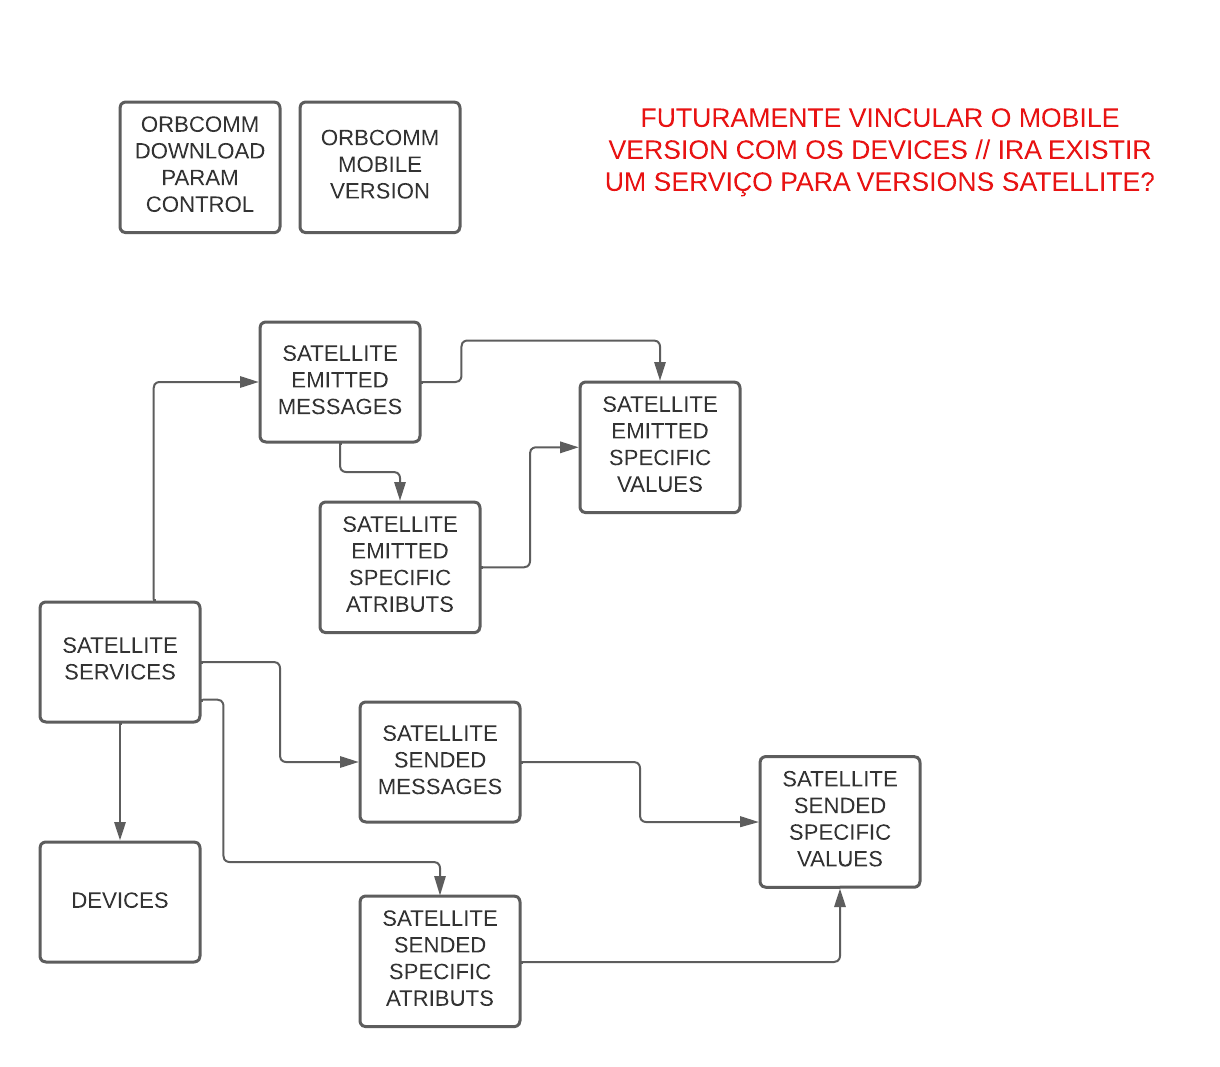 ORBCOMM
DOWNLOAD
PARAM
CONTROL
ORBCOMM
MOBILE
VERSION
FUTURAMENTE VINCULAR O MOBILE
VERSION COM OS DEVICES // IRA EXISTIR
UM SERVIÇO PARA VERSIONS SATELLITE?
SATELLITE
EMITTED
MESSAGES
SATELLITE
EMITTED
SPECIFIC
VALUES
SATELLITE
EMITTED
SPECIFIC
ATRIBUTS
SATELLITE
SERVICES
SATELLITE
SENDED
MESSAGES
SATELLITE
SENDED
SPECIFIC
VALUES
DEVICES
SATELLITE
SENDED
SPECIFIC
ATRIBUTS